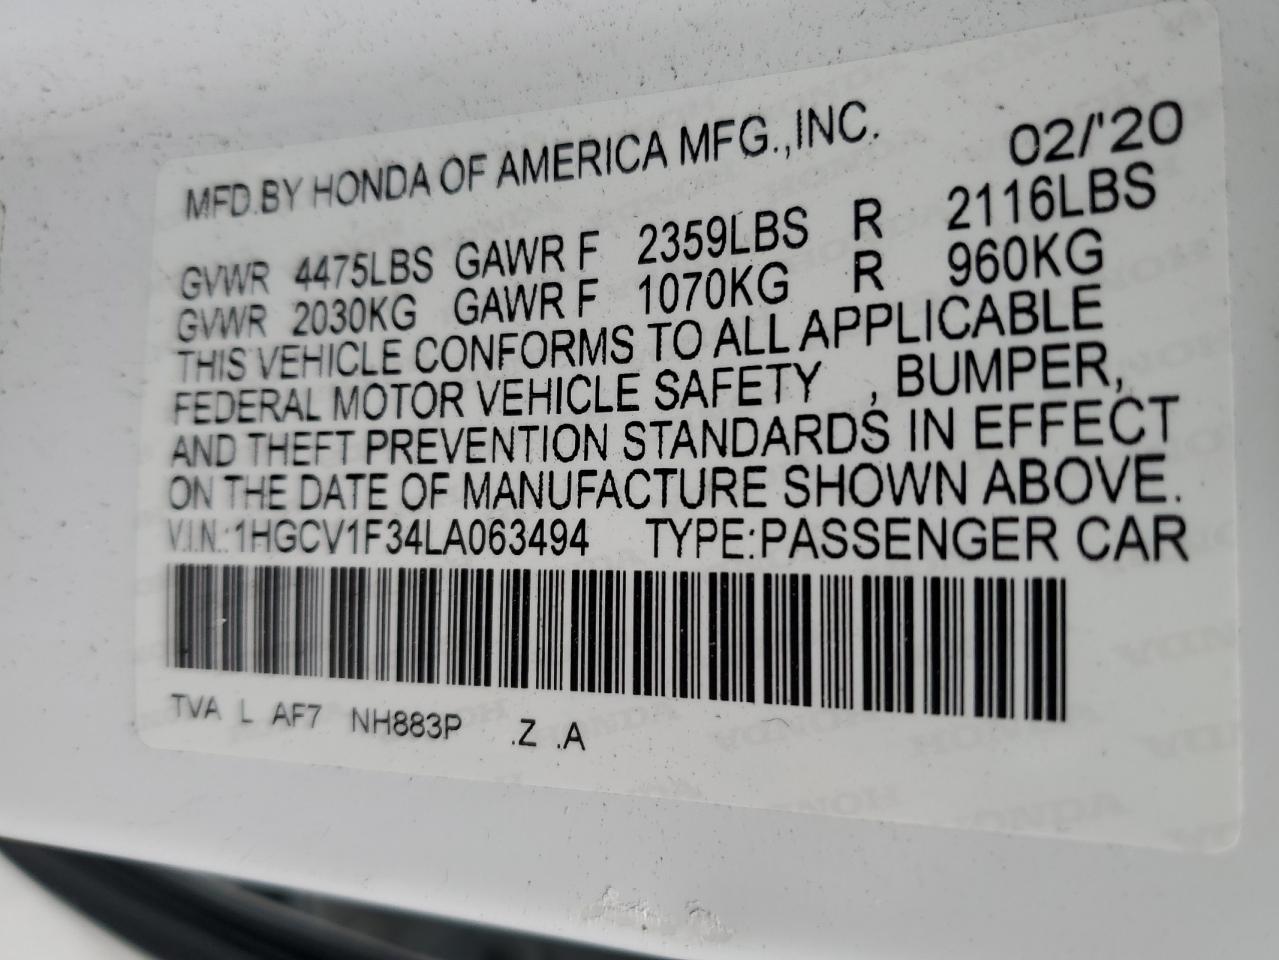 MFD.BY HONDA OF AMERICA MFG.,INC. 02/'20
GVWR 4475LBS GAWR F 2359LBS R 2116LBS
GVWR 2030KG GAWR F 1070KG R 960KG
THIS VEHICLE CONFORMS TO ALL APPLICABLE
FEDERAL MOTOR VEHICLE SAFETY , BUMPER,
AND THEFT PREVENTION STANDARDS IN EFFECT
ON THE DATE OF MANUFACTURE SHOWN ABOVE.
V.I.N.:1HGCV1F34LA063494 TYPE:PASSENGER CAR
TVA L AF7 NH883P .Z .A